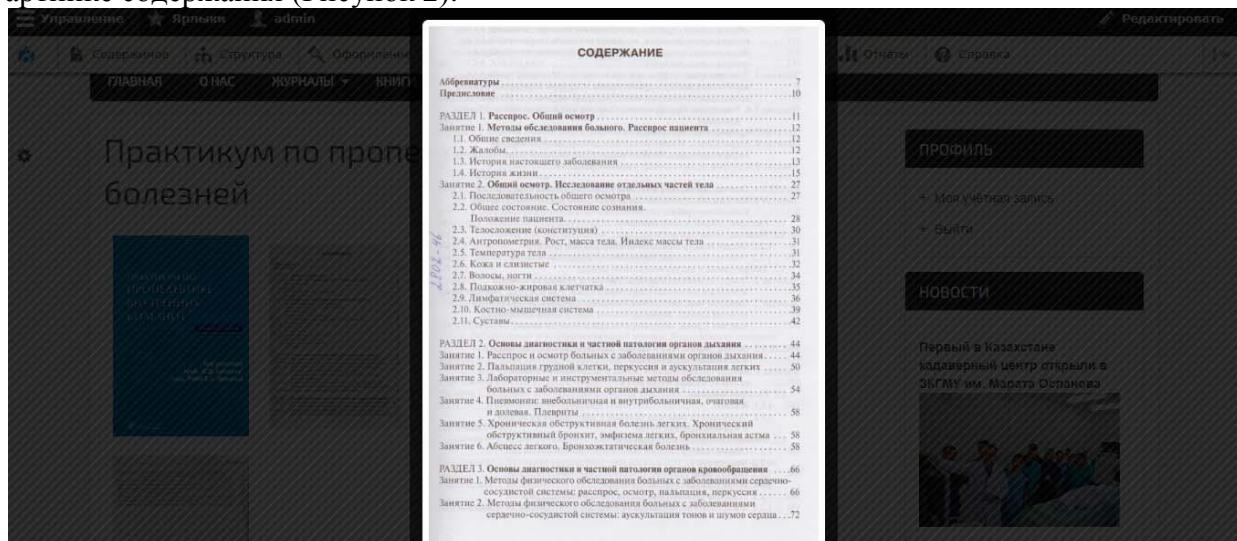 артинке содержания (Рисунок 2).
Управление Ярлыки admin Редактировать
Содержимое Структура Оформление Отчеты Справка
ГЛАВНАЯ О НАС ЖУРНАЛЫ КНИГ
Практикум по пропе
болезней
ПРАКТИКУМ ПО
ПРОПЕДЕВТИКЕ
ВНУТРЕННИХ
БОЛЕЗНЕЙ
СОДЕРЖАНИЕ
Аббревиатуры 7
Предисловие 10
РАЗДЕЛ 1. Расспрос. Общий осмотр 11
Занятие 1. Методы обследования больного. Расспрос пациента 12
1.1. Общие сведения 12
1.2. Жалобы 12
1.3. История настоящего заболевания 13
1.4. История жизни 15
Занятие 2. Общий осмотр. Исследование отдельных частей тела 27
2.1. Последовательность общего осмотра 27
2.2. Общее состояние. Состояние сознания.
Положение пациента 28
2.3. Телосложение (конституция) 30
2.4. Антропометрия. Рост, масса тела. Индекс массы тела 31
2.5. Температура тела 31
2.6. Кожа и слизистые 32
2.7. Волосы, ногти 34
2.8. Подкожно-жировая клетчатка 35
2.9. Лимфатическая система 36
2.10. Костно-мышечная система 39
2.11. Суставы 42
РАЗДЕЛ 2. Основы диагностики и частной патологии органов дыхания 44
Занятие 1. Расспрос и осмотр больных с заболеваниями органов дыхания 44
Занятие 2. Пальпация грудной клетки, перкуссия и аускультация легких 50
Занятие 3. Лабораторные и инструментальные методы обследования
больных с заболеваниями органов дыхания 54
Занятие 4. Пневмонии: внебольничная и внутрибольничная, очаговая
и долевая. Плевриты 58
Занятие 5. Хроническая обструктивная болезнь легких. Хронический
обструктивный бронхит, эмфизема легких, бронхиальная астма 58
Занятие 6. Абсцесс легкого. Бронхоэктатическая болезнь 58
РАЗДЕЛ 3. Основы диагностики и частной патологии органов кровообращения 66
Занятие 1. Методы физического обследования больных с заболеваниями сердечно-
сосудистой системы: расспрос, осмотр, пальпация, перкуссия 66
Занятие 2. Методы физического обследования больных с заболеваниями
сердечно-сосудистой системы: аускультация тонов и шумов сердца 72
ПРОФИЛЬ
+ Моя учётная запись
+ Выйти
НОВОСТИ
Первый в Казахстане
кадаверный центр открыли в
ЗКГМУ им. Марата Оспанова